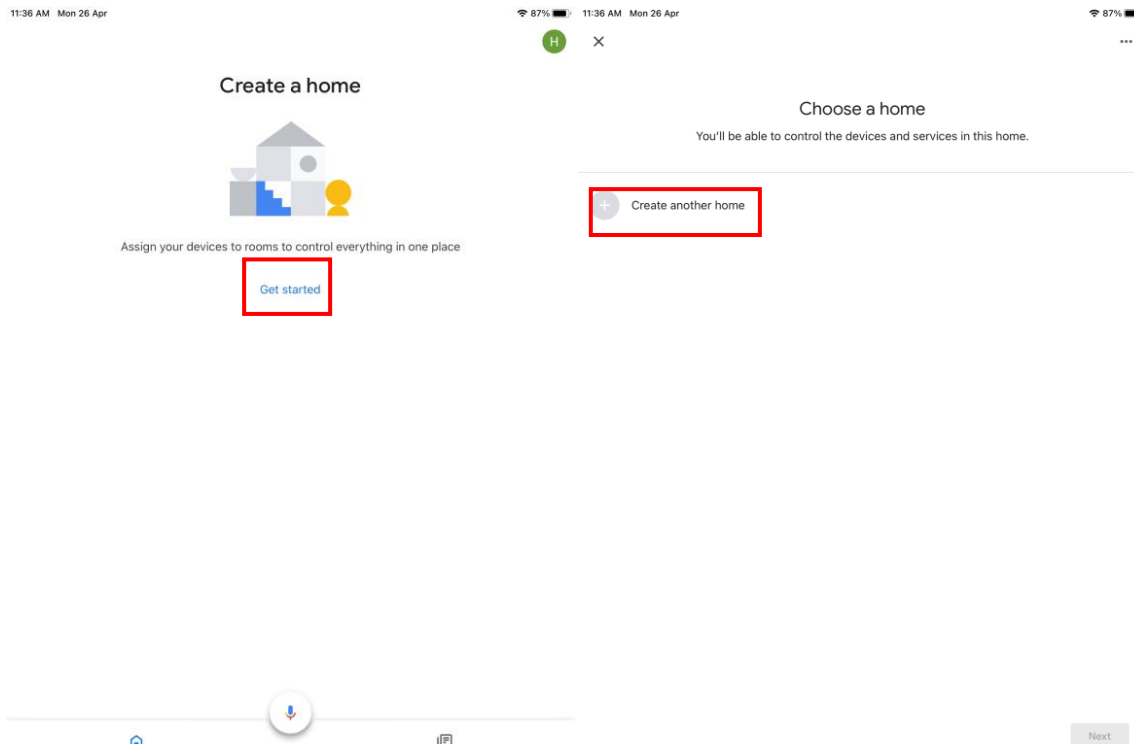 11:36 AM Mon 26 Apr
87%
H
Create a home
Assign your devices to rooms to control everything in one place
Get started
11:36 AM Mon 26 Apr
87%
Choose a home
You'll be able to control the devices and services in this home.
Create another home
Next